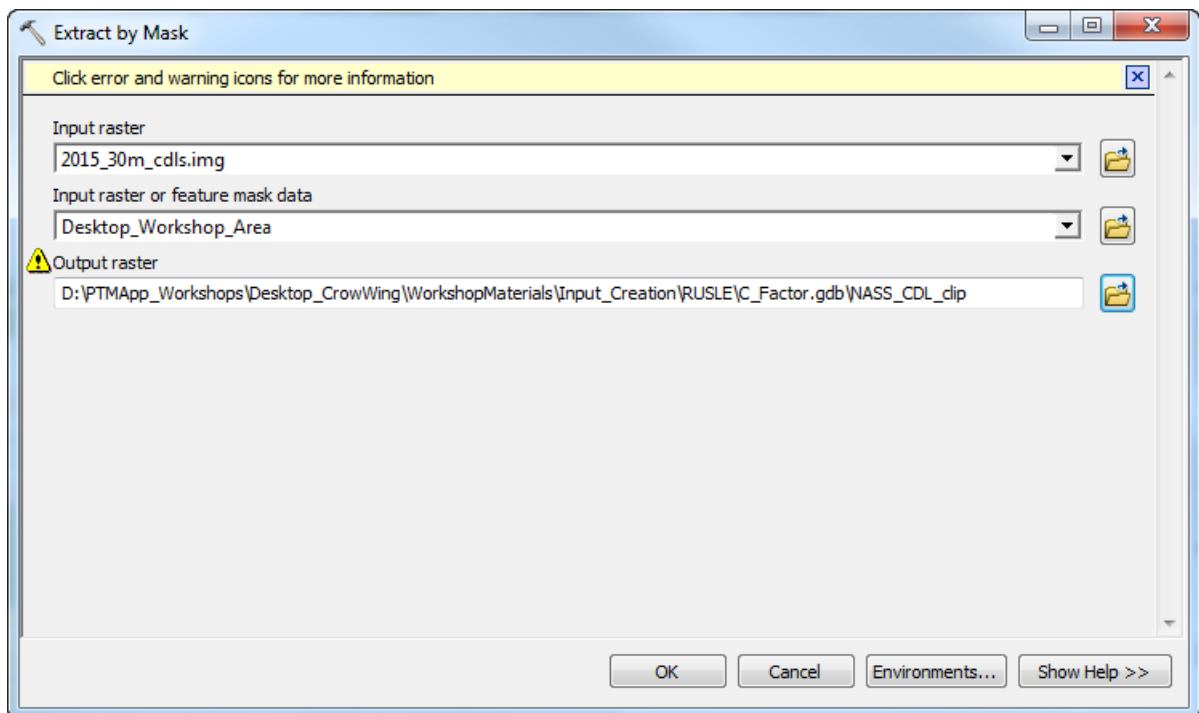 Extract by Mask
Click error and warning icons for more information
Input raster
2015_30m_cdls.img
Input raster or feature mask data
Desktop_Workshop_Area
Output raster
D:\PTMApp_Workshops\Desktop_CrowWing\WorkshopMaterials\Input_Creation\RUSLE\C_Factor.gdb\NASS_CDL_clip
OK Cancel Environments... Show Help >>